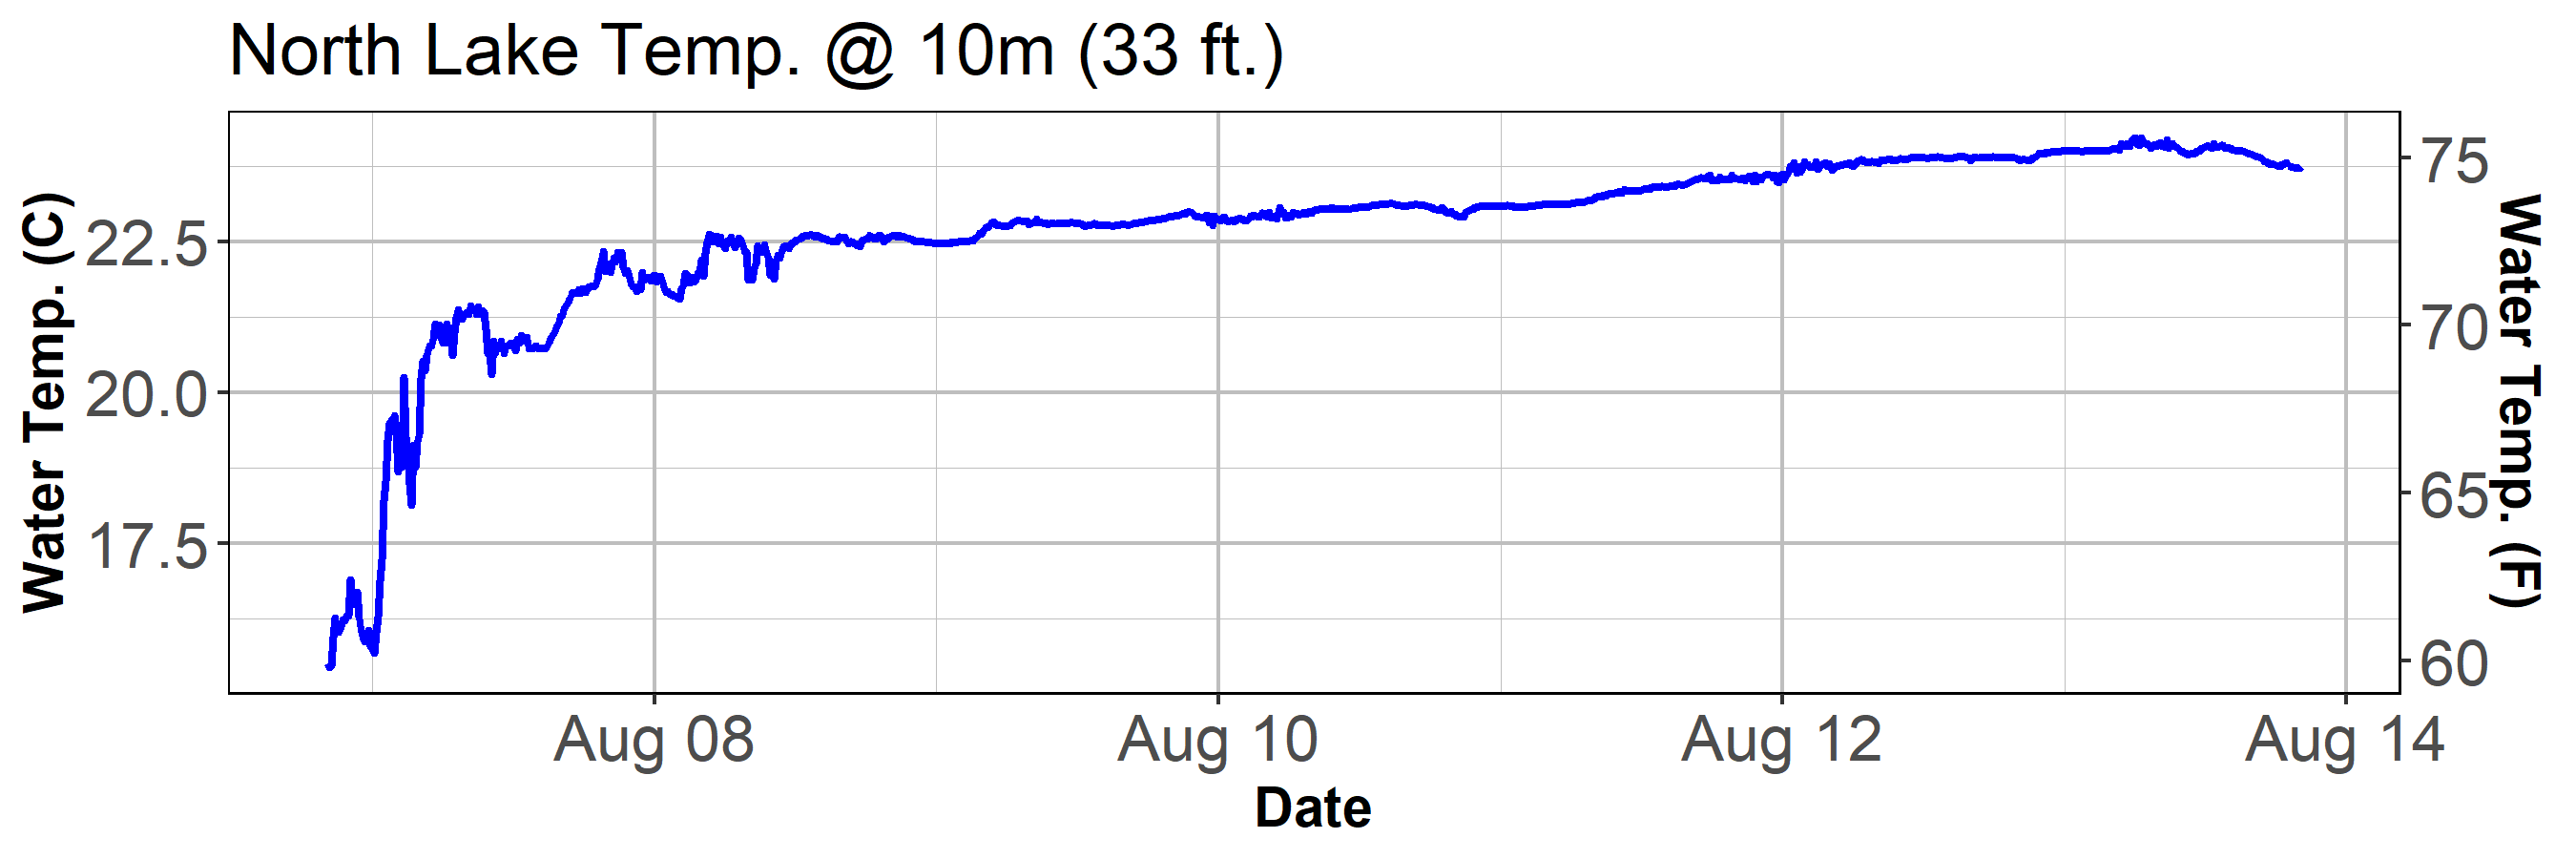 North Lake Temp. @ 10m (33 ft.)
Water Temp. (C)
22.5
20.0
17.5
75
70
65
60
Water Temp. (F)
Aug 08
Aug 10
Aug 12
Aug 14
Date